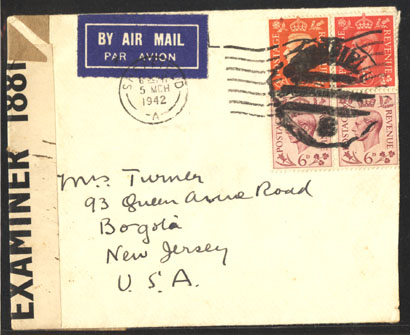 BY AIR MAIL
PAR AVION
5 MCH
1942
A
POSTAGE REVENUE
POSTAGE REVENUE
6D 6D
EXAMINER 1881
Mrs Turner
93 Queen Anne Road
Bogota
New Jersey
U.S.A.